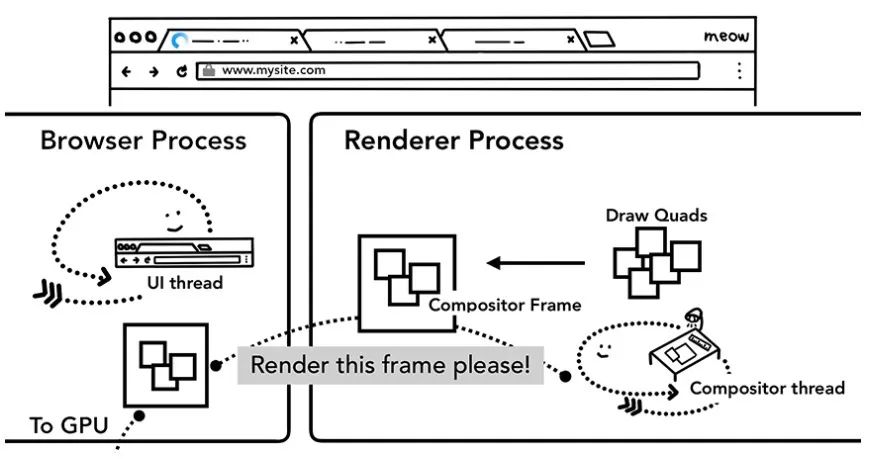 meow
www.mysite.com
Browser Process
Renderer Process
UI thread
Draw Quads
Compositor Frame
Render this frame please!
Compositor thread
To GPU